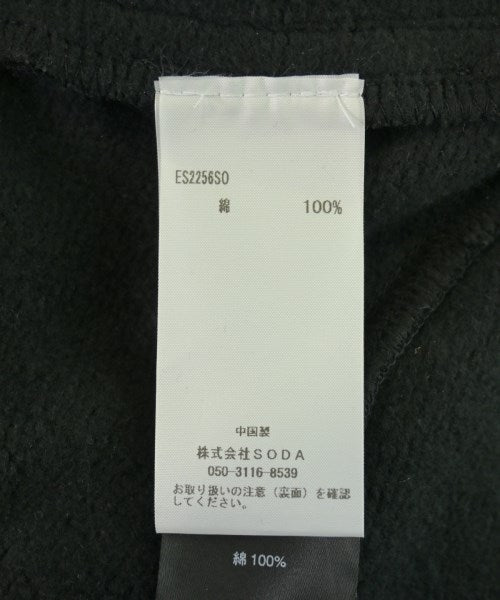 ES2256SO
綿 100%
中国製
株式会社SODA
050-3116-8539
お取り扱いの注意（裏面）を確認
してください。
綿 100%